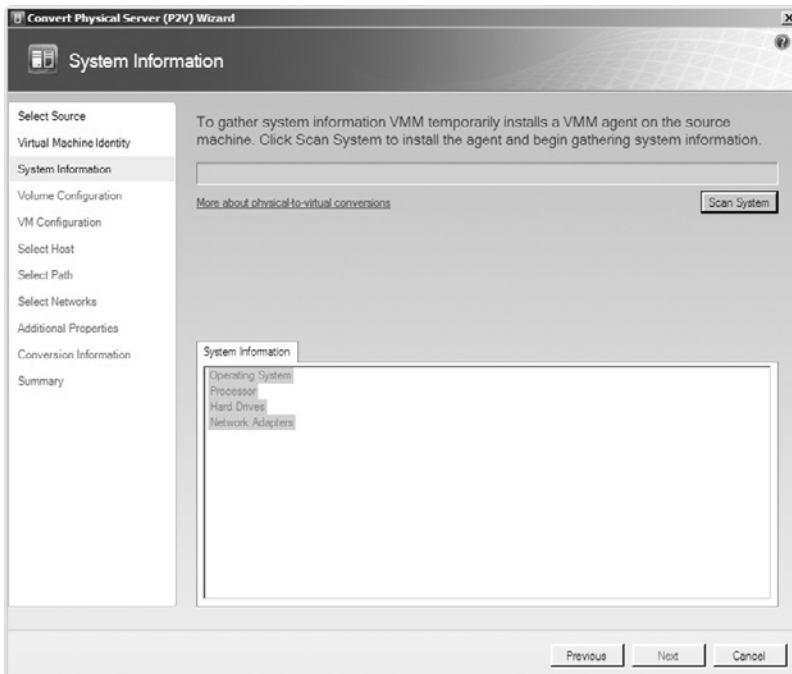 Convert Physical Server (P2V) Wizard
System Information
Select Source
Virtual Machine Identity
System Information
Volume Configuration
VM Configuration
Select Host
Select Path
Select Networks
Additional Properties
Conversion Information
Summary
To gather system information VMM temporarily installs a VMM agent on the source
machine. Click Scan System to install the agent and begin gathering system information.
More about physical-to-virtual conversions
Scan System
System Information
Operating System
Processor
Hard Drives
Network Adapters
Previous
Next
Cancel